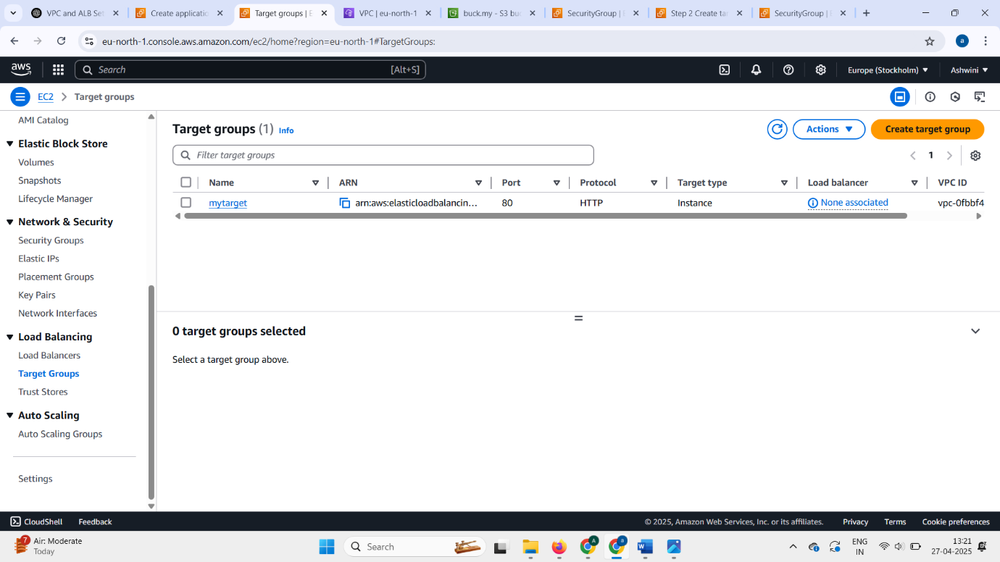 VPC and ALB Set
Create applicatio
Target groups | E
VPC | eu-north-1
buck.my - S3 buc
SecurityGroup |
Step 2 Create tar
SecurityGroup |
eu-north-1.console.aws.amazon.com/ec2/home?region=eu-north-1#TargetGroups:
a
aws
Search
[Alt+S]
Europe (Stockholm)
Ashwini
EC2
Target groups
AMI Catalog
Elastic Block Store
Volumes
Snapshots
Lifecycle Manager
Network & Security
Security Groups
Elastic IPs
Placement Groups
Key Pairs
Network Interfaces
Load Balancing
Load Balancers
Target Groups
Trust Stores
Auto Scaling
Auto Scaling Groups
Settings
Target groups (1) Info
Actions
Create target group
Filter target groups
1
Name ARN Port Protocol Target type Load balancer VPC ID
mytarget arn:aws:elasticloadbalancin... 80 HTTP Instance None associated vpc-0fbbf4
0 target groups selected
Select a target group above.
CloudShell Feedback
© 2025, Amazon Web Services, Inc. or its affiliates. Privacy Terms Cookie preferences
7
Air: Moderate
Today
Search
A
a
ENG
IN
13:21
27-04-2025